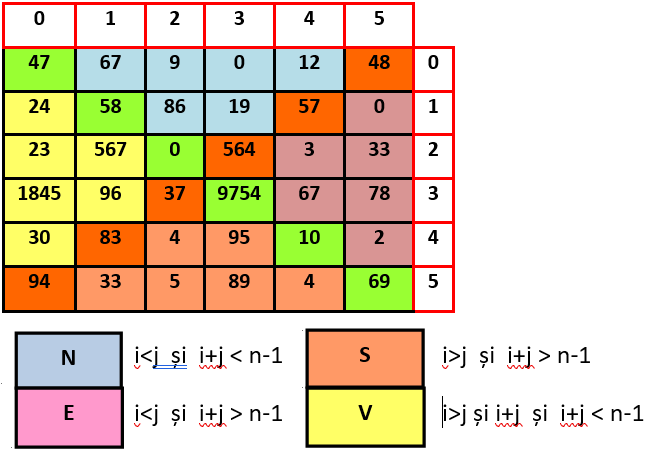 0 1 2 3 4 5
47 67 9 0 12 48 0
24 58 86 19 57 0 1
23 567 0 564 3 33 2
1845 96 37 9754 67 78 3
30 83 4 95 10 2 4
94 33 5 89 4 69 5
N i<j și i+j < n-1 S i>j și i+j > n-1
E i<j și i+j > n-1 V i>j și i+j și i+j < n-1